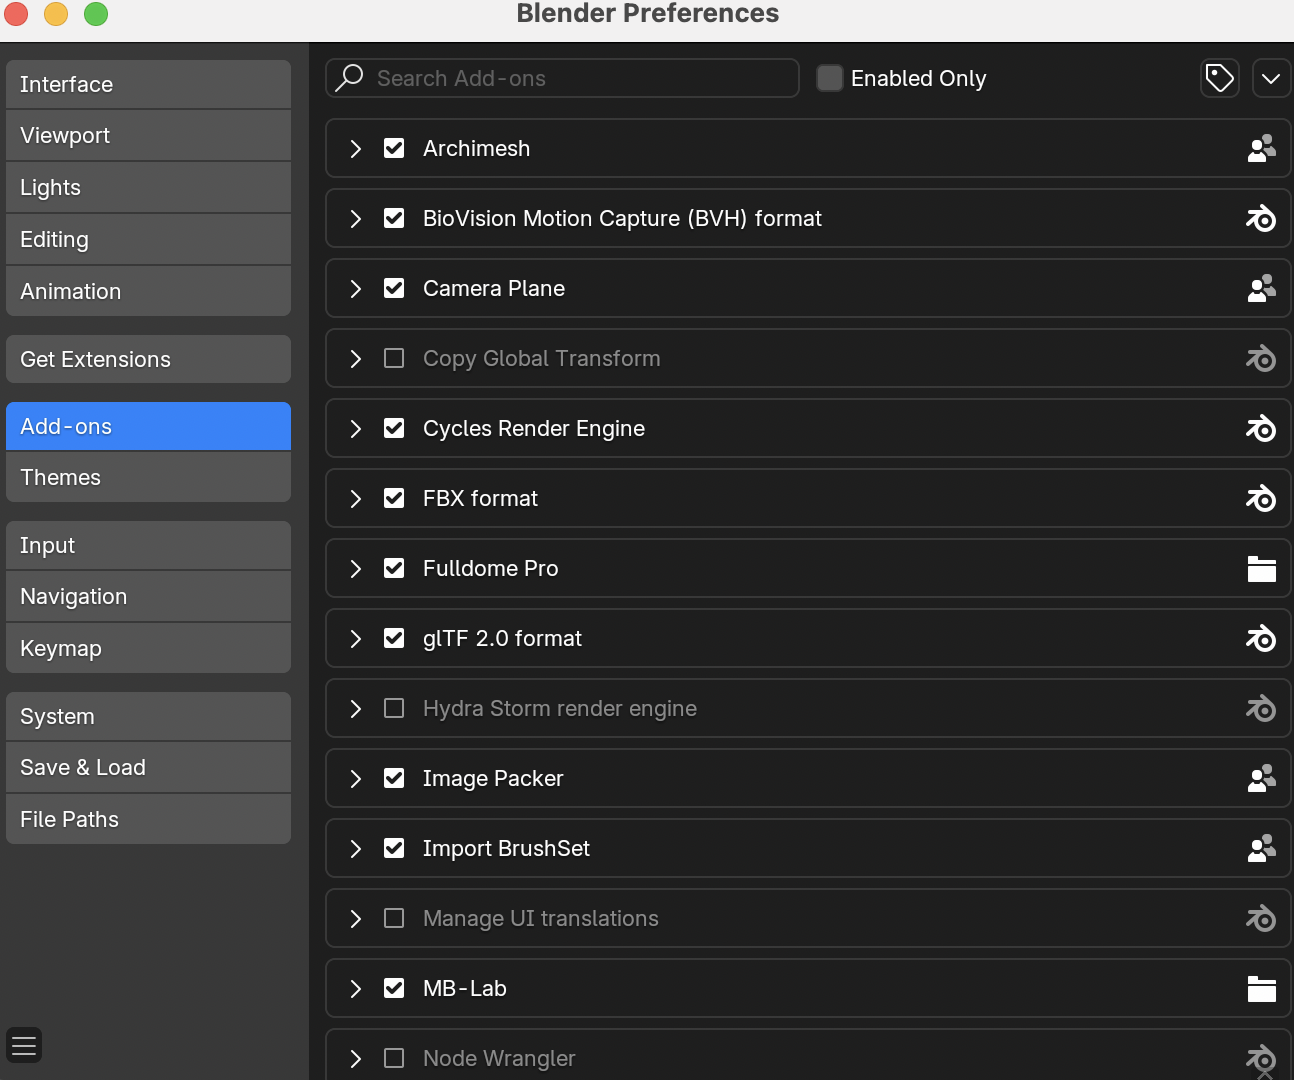 Blender Preferences
Interface
Viewport
Lights
Editing
Animation
Get Extensions
Add-ons
Themes
Input
Navigation
Keymap
System
Save & Load
File Paths
Search Add-ons
Enabled Only
Archimesh
BioVision Motion Capture (BVH) format
Camera Plane
Copy Global Transform
Cycles Render Engine
FBX format
Fulldome Pro
glTF 2.0 format
Hydra Storm render engine
Image Packer
Import BrushSet
Manage UI translations
MB-Lab
Node Wrangler